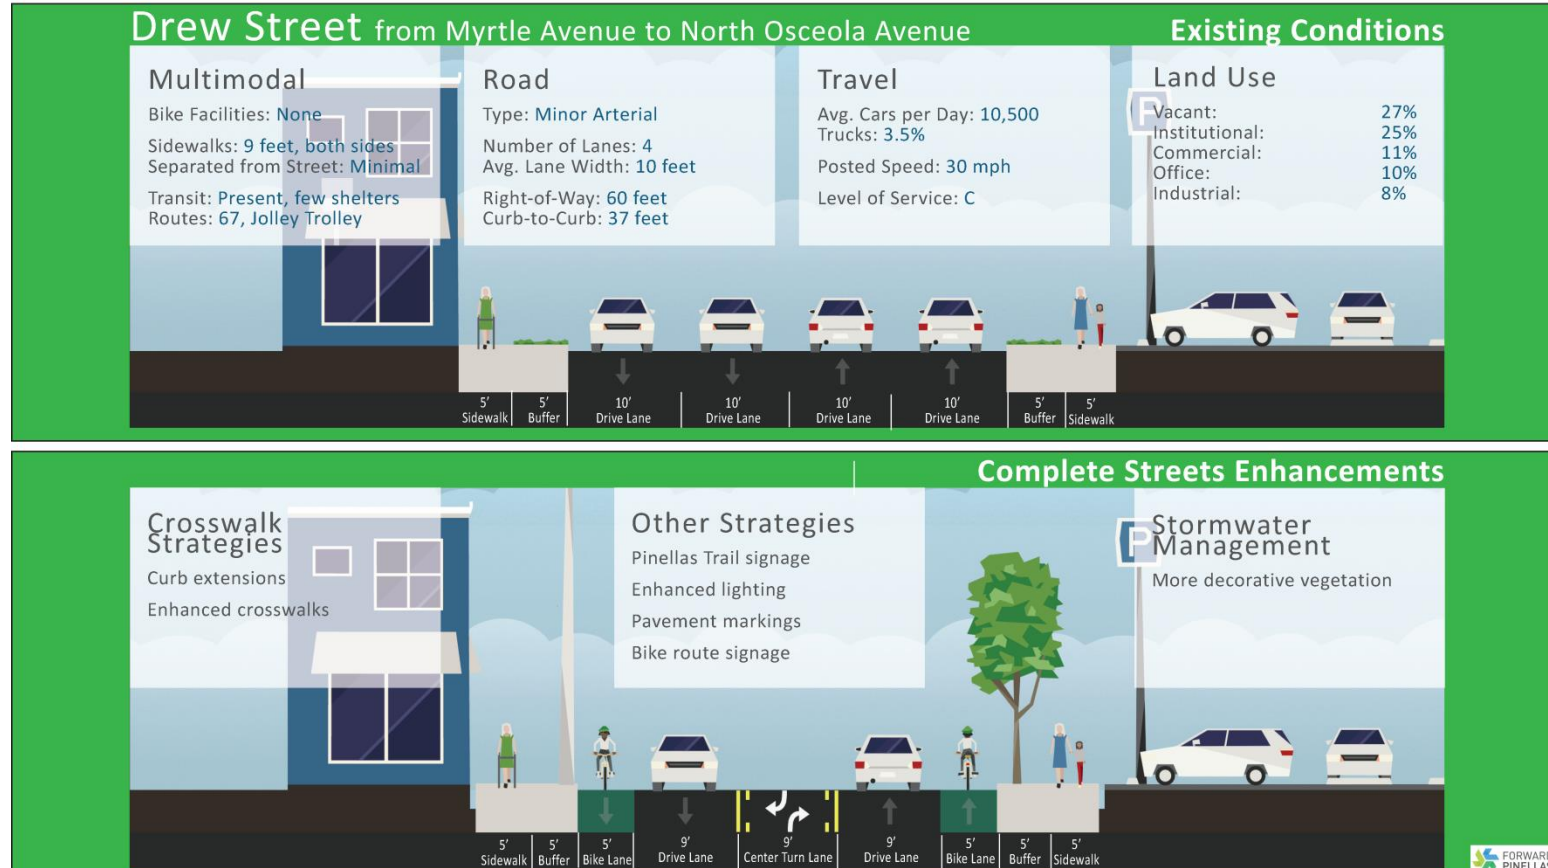 Drew Street from Myrtle Avenue to North Osceola Avenue
Existing Conditions
Multimodal
Bike Facilities: None
Sidewalks: 9 feet, both sides
Separated from Street: Minimal
Transit: Present, few shelters
Routes: 67, Jolley Trolley
Road
Type: Minor Arterial
Number of Lanes: 4
Avg. Lane Width: 10 feet
Right-of-Way: 60 feet
Curb-to-Curb: 37 feet
Travel
Avg. Cars per Day: 10,500
Trucks: 3.5%
Posted Speed: 30 mph
Level of Service: C
Land Use
Vacant: 27%
Institutional: 25%
Commercial: 11%
Office: 10%
Industrial: 8%
P
5' Sidewalk
5' Buffer
10' Drive Lane
10' Drive Lane
10' Drive Lane
10' Drive Lane
5' Buffer
5' Sidewalk
Complete Streets Enhancements
Crosswalk
Strategies
Curb extensions
Enhanced crosswalks
Other Strategies
Pinellas Trail signage
Enhanced lighting
Pavement markings
Bike route signage
Stormwater
Management
More decorative vegetation
P
5' Sidewalk
5' Buffer
5' Bike Lane
9' Drive Lane
9' Center Turn Lane
9' Drive Lane
5' Bike Lane
5' Buffer
5' Sidewalk
FORWARD
PINELLAS